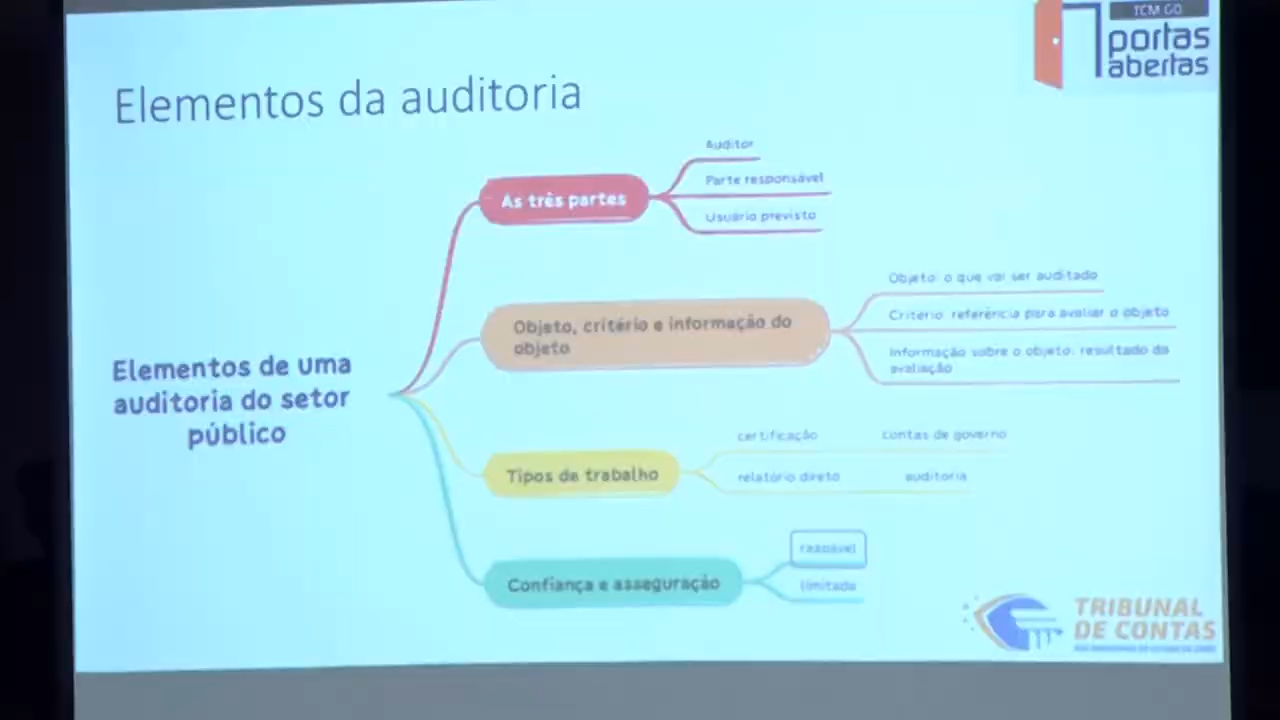 TCM GO
portas
abertas
Elementos da auditoria
Elementos de uma
auditoria do setor
público
As três partes
Auditor
Parte responsável
Usuário previsto
Objeto, critério e informação do
objeto
Objeto: o que vai ser auditado
Critério: referência para avaliar o objeto
Informação sobre o objeto: resultado da
avaliação
Tipos de trabalho
certificação contas de governo
relatório direto auditoria
Confiança e asseguração
razoável
limitada
TRIBUNAL
DE CONTAS